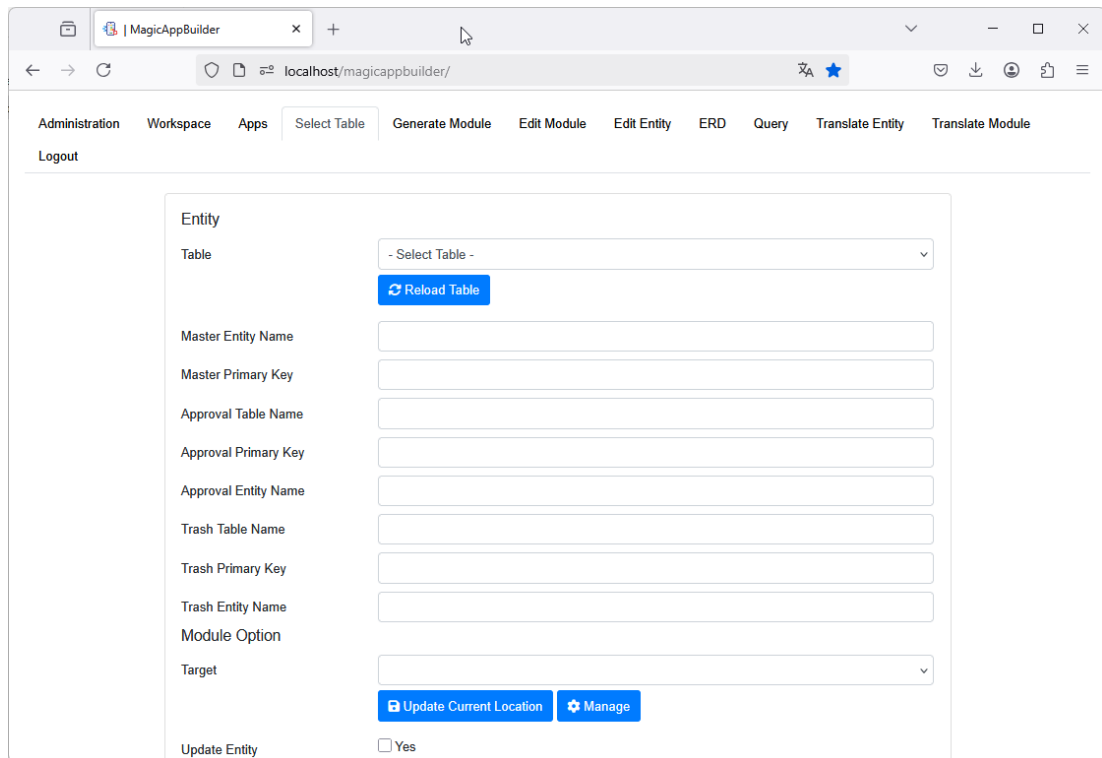 | MagicAppBuilder
localhost/magicappbuilder/
Administration Workspace Apps Select Table Generate Module Edit Module Edit Entity ERD Query Translate Entity Translate Module
Logout
Entity
Table - Select Table -
Reload Table
Master Entity Name
Master Primary Key
Approval Table Name
Approval Primary Key
Approval Entity Name
Trash Table Name
Trash Primary Key
Trash Entity Name
Module Option
Target
Update Current Location Manage
Update Entity Yes